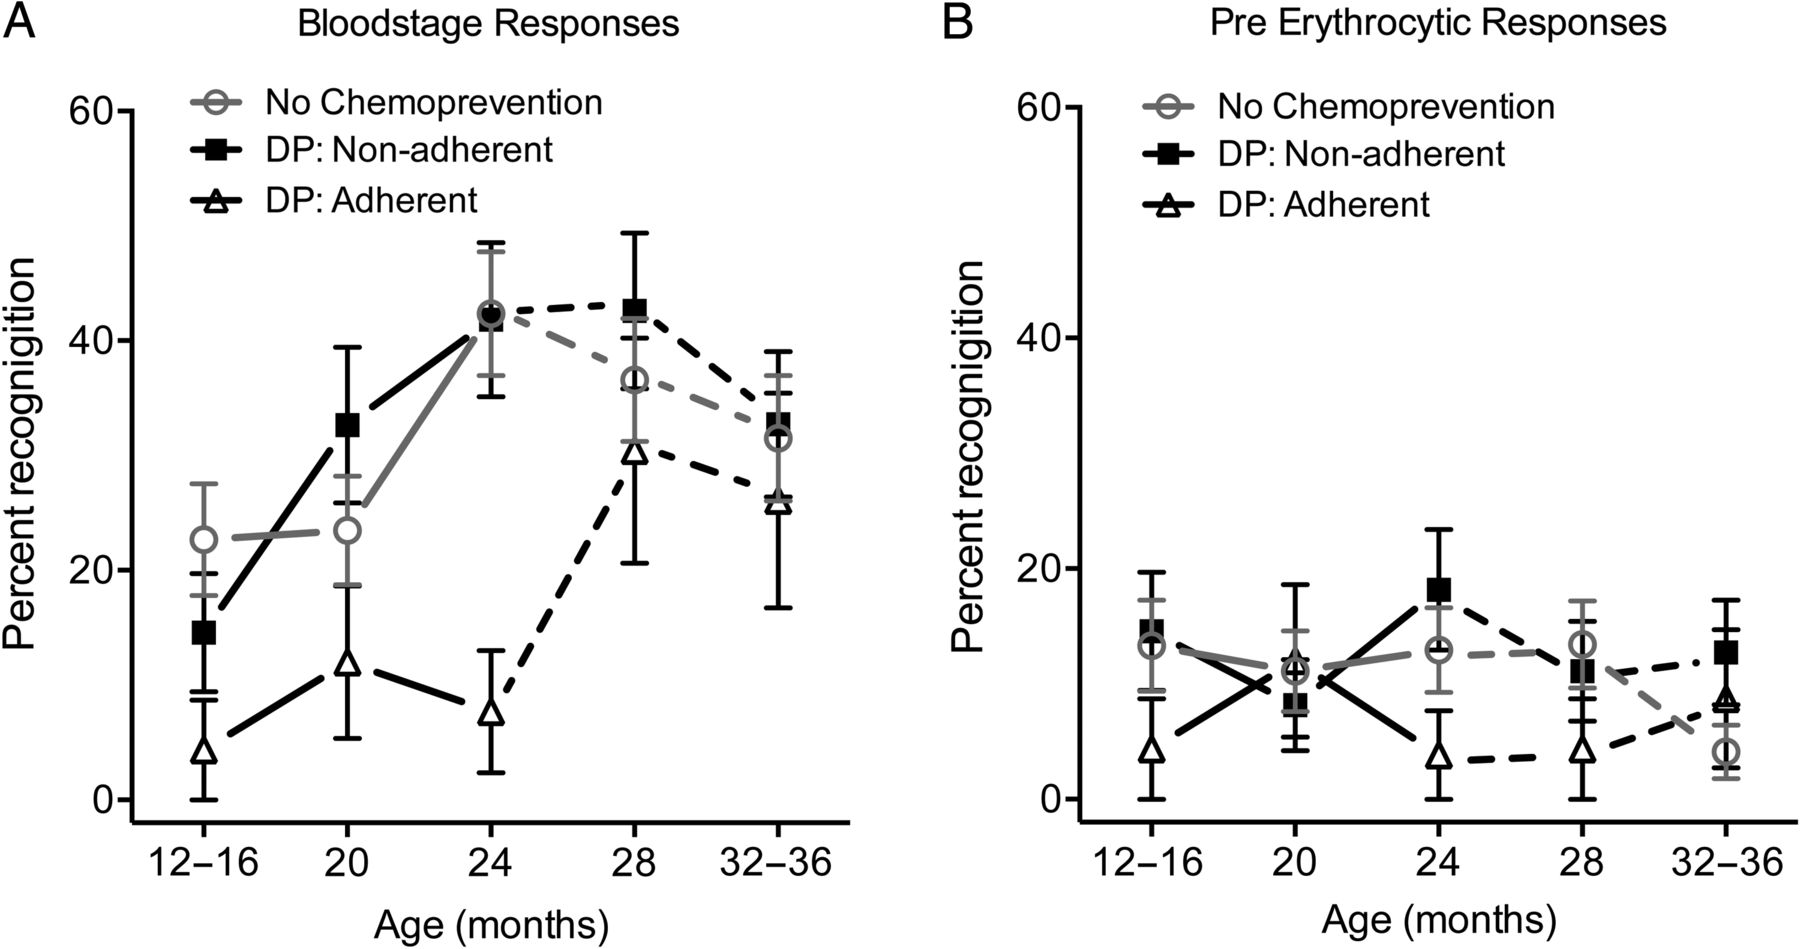 A
Bloodstage Responses
No Chemoprevention
DP: Non-adherent
DP: Adherent
Percent recognigition
60
40
20
0
12–16
20
24
28
32–36
Age (months)
B
Pre Erythrocytic Responses
No Chemoprevention
DP: Non-adherent
DP: Adherent
Percent recognigition
60
40
20
0
12–16
20
24
28
32–36
Age (months)